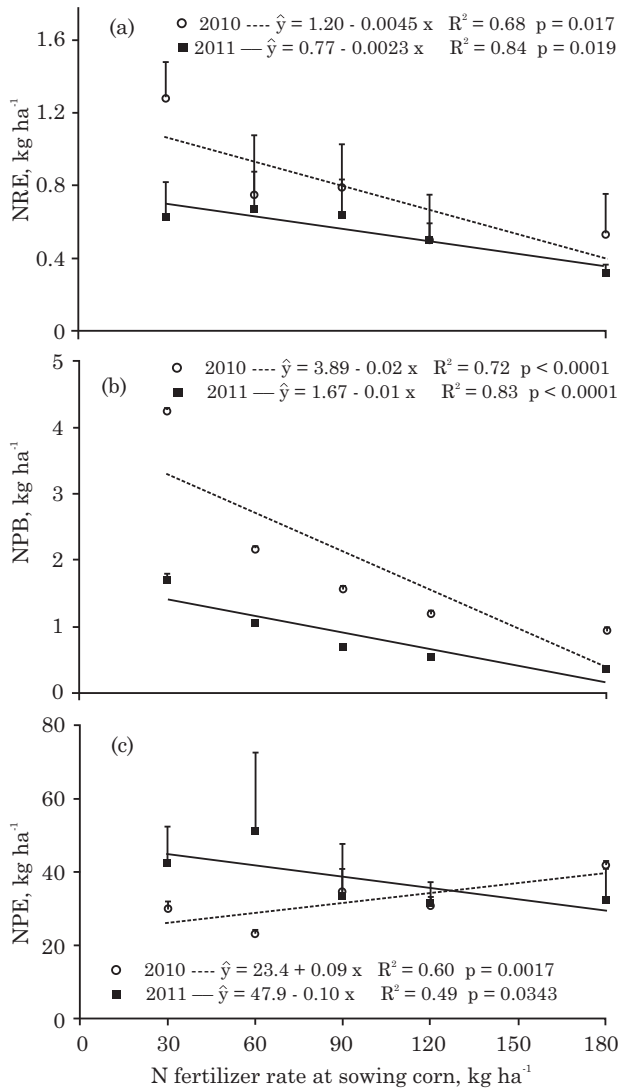 (a)
2010 ---- ŷ = 1.20 - 0.0045 x R² = 0.68 p = 0.017
2011 — ŷ = 0.77 - 0.0023 x R² = 0.84 p = 0.019
NRE, kg ha⁻¹
1.6
1.2
0.8
0.4
0
(b)
2010 ---- ŷ = 3.89 - 0.02 x R² = 0.72 p < 0.0001
2011 — ŷ = 1.67 - 0.01 x R² = 0.83 p < 0.0001
NPB, kg ha⁻¹
5
4
3
2
1
0
(c)
NPE, kg ha⁻¹
80
60
40
20
0
2010 ---- ŷ = 23.4 + 0.09 x R² = 0.60 p = 0.0017
2011 — ŷ = 47.9 - 0.10 x R² = 0.49 p = 0.0343
0 30 60 90 120 150 180
N fertilizer rate at sowing corn, kg ha⁻¹